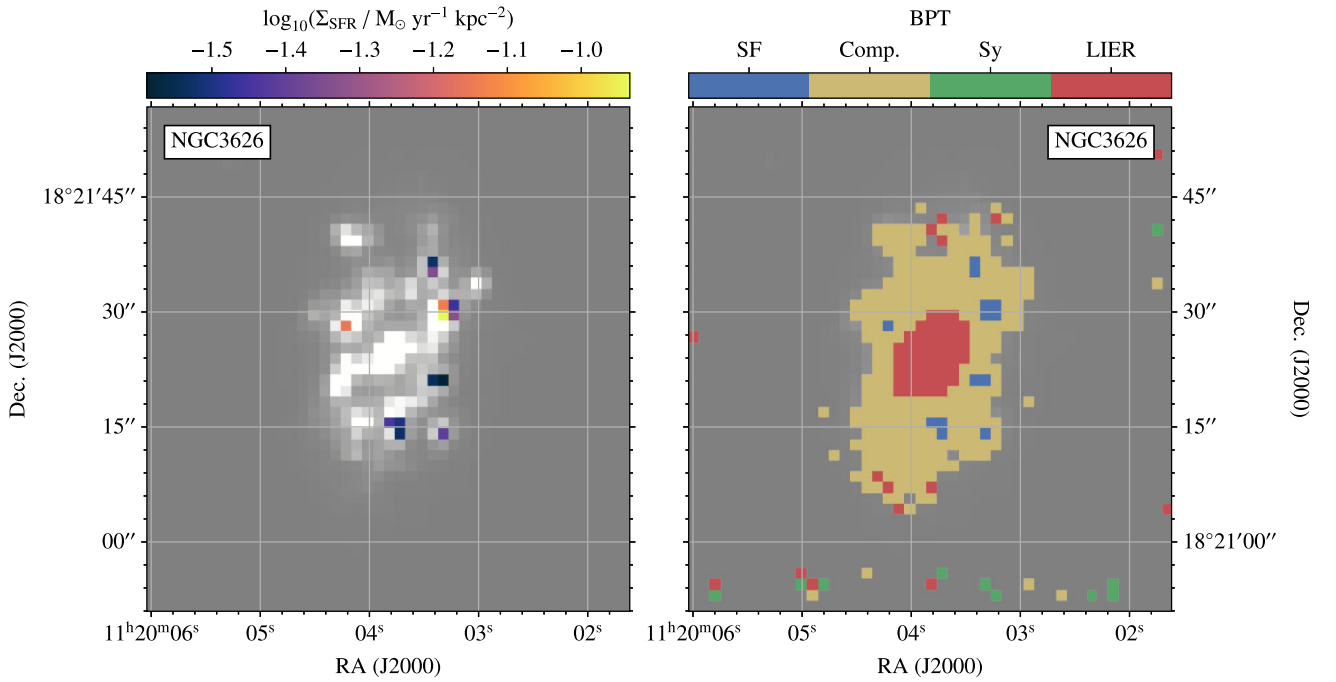 log₁₀(Σ_SFR / M_⊙ yr⁻¹ kpc⁻²)
−1.5 −1.4 −1.3 −1.2 −1.1 −1.0
NGC3626
18°21′45″
30″
15″
00″
Dec. (J2000)
11ʰ20ᵐ06ˢ 05ˢ 04ˢ 03ˢ 02ˢ
RA (J2000)
BPT
SF Comp. Sy LIER
NGC3626
45″
30″
15″
18°21′00″
Dec. (J2000)
11ʰ20ᵐ06ˢ 05ˢ 04ˢ 03ˢ 02ˢ
RA (J2000)